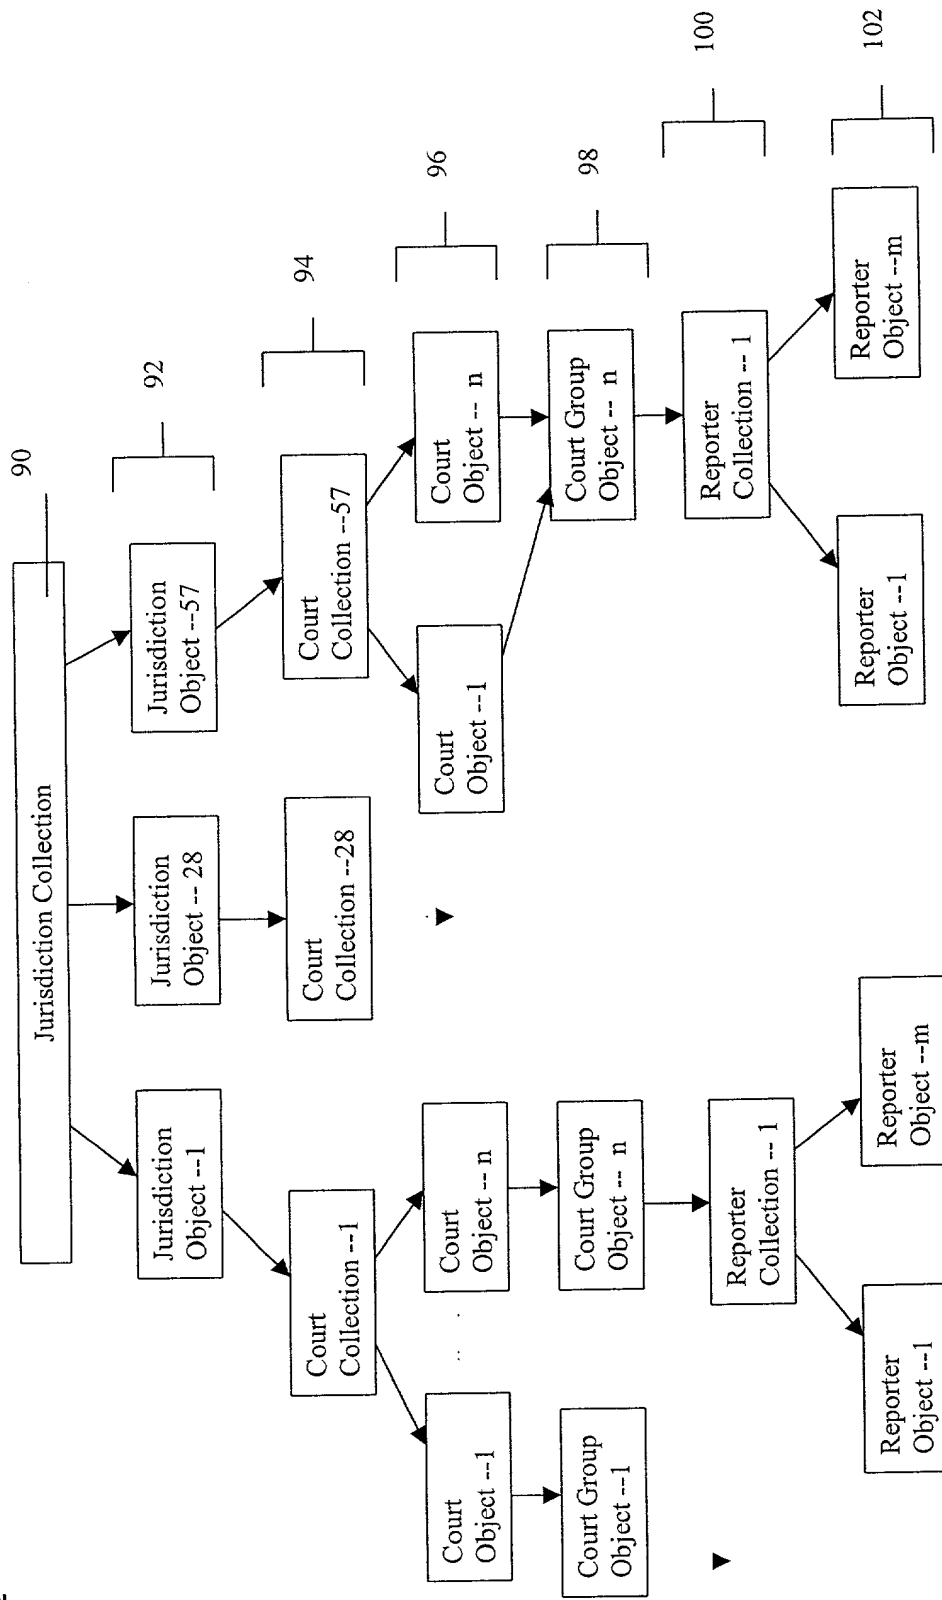 90
Jurisdiction Collection
92
Jurisdiction
Object --1
Jurisdiction
Object -- 28
Jurisdiction
Object --57
94
Court
Collection --1
Court
Collection --28
Court
Collection --57
96
Court
Object --1
Court
Object -- n
Court
Object --1
Court
Object -- n
98
Court Group
Object --1
Court Group
Object -- n
Court Group
Object -- n
100
Reporter
Collection -- 1
Reporter
Collection -- 1
102
Reporter
Object --1
Reporter
Object --m
Reporter
Object --1
Reporter
Object --m